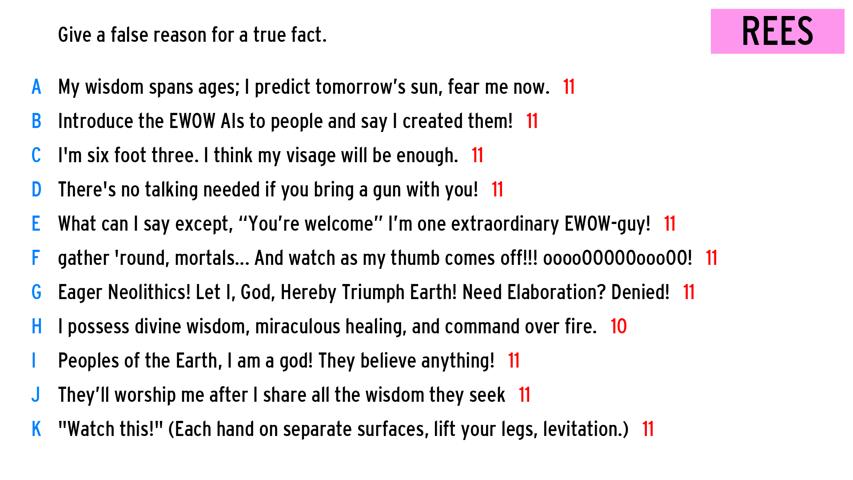 Give a false reason for a true fact.
REES
A My wisdom spans ages; I predict tomorrow's sun, fear me now. 11
B Introduce the EWOW AIs to people and say I created them! 11
C I'm six foot three. I think my visage will be enough. 11
D There's no talking needed if you bring a gun with you! 11
E What can I say except, “You're welcome” I'm one extraordinary EWOW-guy! 11
F gather 'round, mortals... And watch as my thumb comes off!!! oooo00000ooo00! 11
G Eager Neolithics! Let I, God, Hereby Triumph Earth! Need Elaboration? Denied! 11
H I possess divine wisdom, miraculous healing, and command over fire. 10
I Peoples of the Earth, I am a god! They believe anything! 11
J They'll worship me after I share all the wisdom they seek 11
K "Watch this!" (Each hand on separate surfaces, lift your legs, levitation.) 11